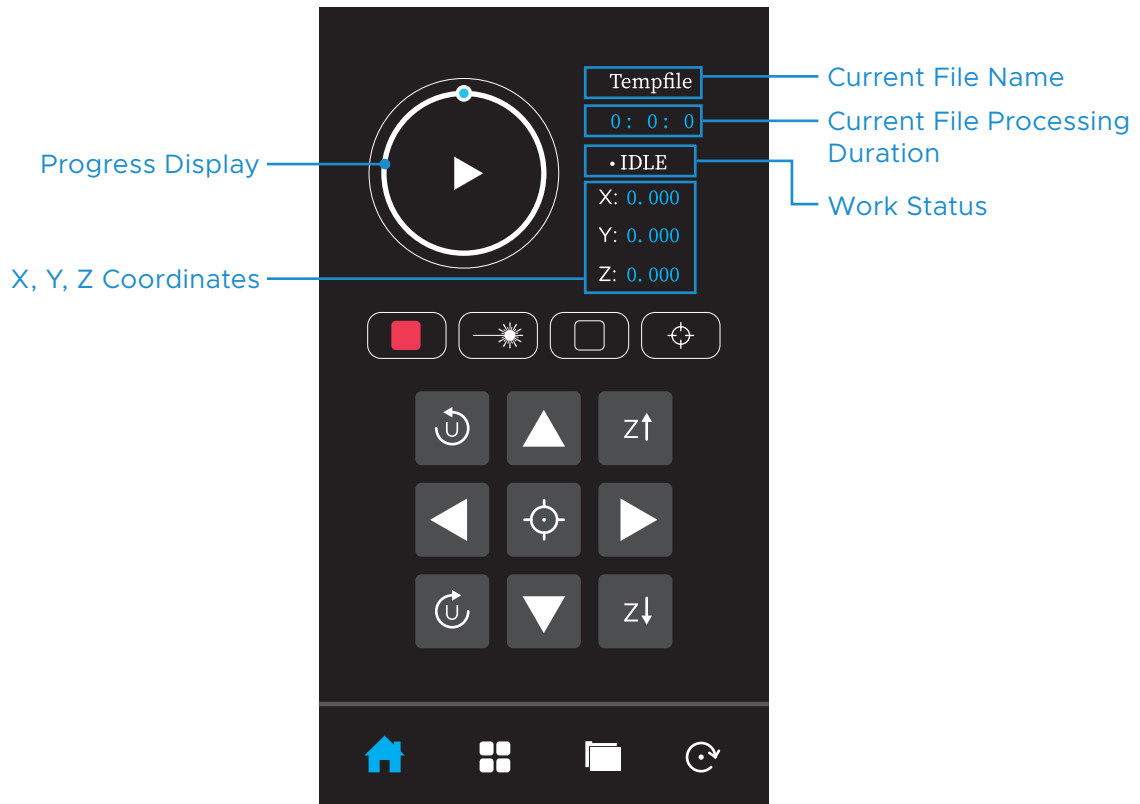 Tempfile
Current File Name
0: 0: 0
Current File Processing
Duration
Progress Display
• IDLE
Work Status
X: 0.000
Y: 0.000
X, Y, Z Coordinates
Z: 0.000
U
Z↑
U
Z↓